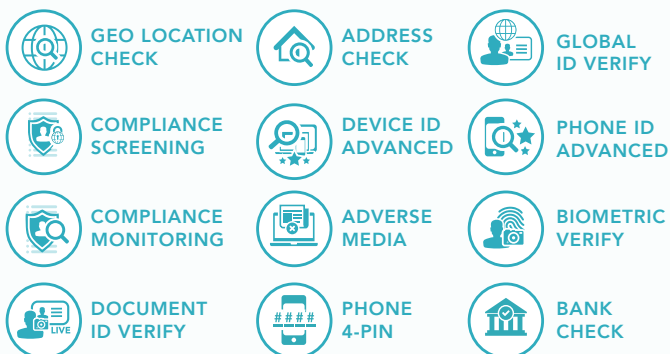 GEO LOCATION
CHECK
ADDRESS
CHECK
GLOBAL
ID VERIFY
COMPLIANCE
SCREENING
DEVICE ID
ADVANCED
PHONE ID
ADVANCED
COMPLIANCE
MONITORING
ADVERSE
MEDIA
BIOMETRIC
VERIFY
LIVE
DOCUMENT
ID VERIFY
####
PHONE
4-PIN
BANK
CHECK